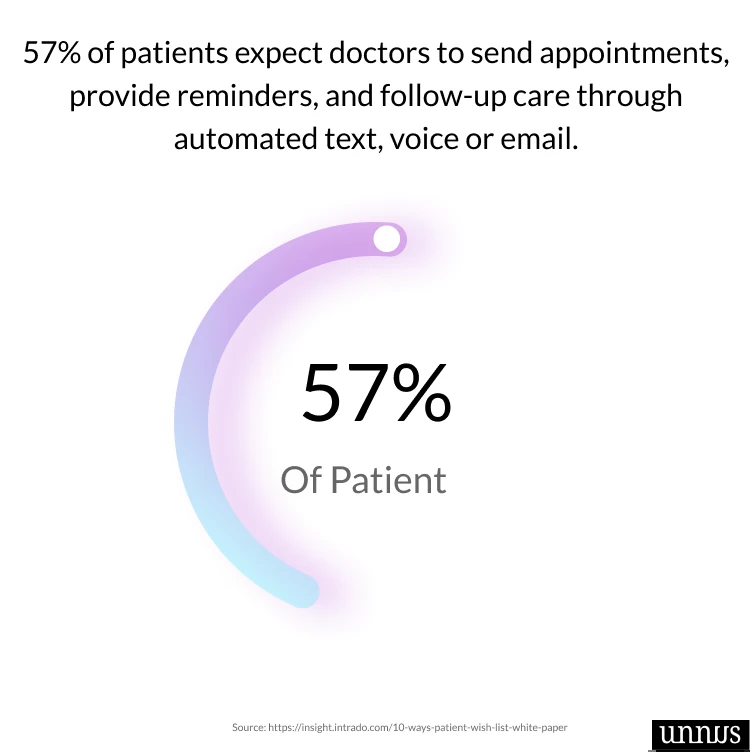 57% of patients expect doctors to send appointments,
provide reminders, and follow-up care through
automated text, voice or email.
57%
Of Patient
Source: https://insight.intrado.com/10-ways-patient-wish-list-white-paper
unnus